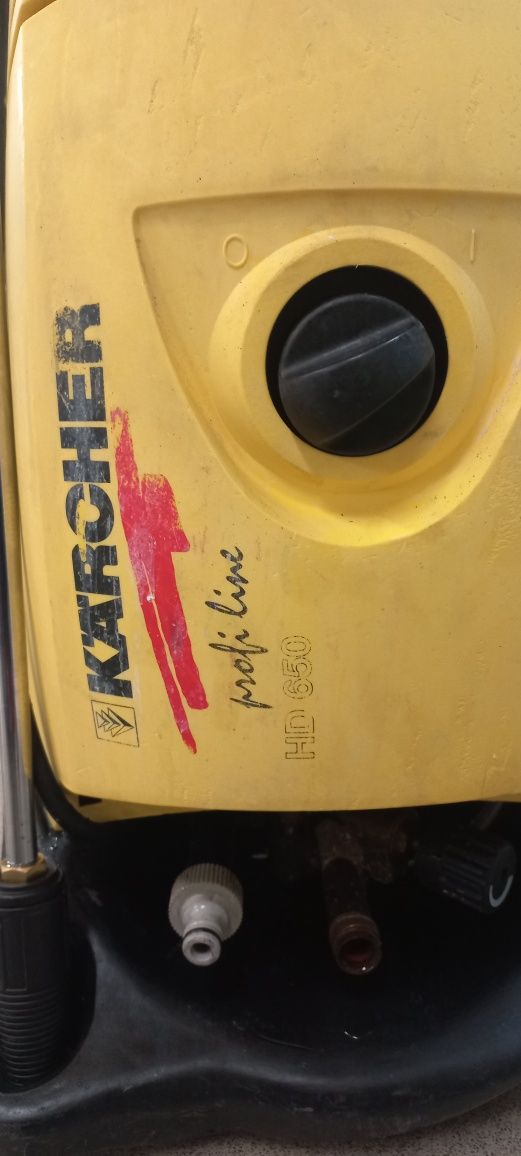 KÄRCHER
profi line
HD 650
O I